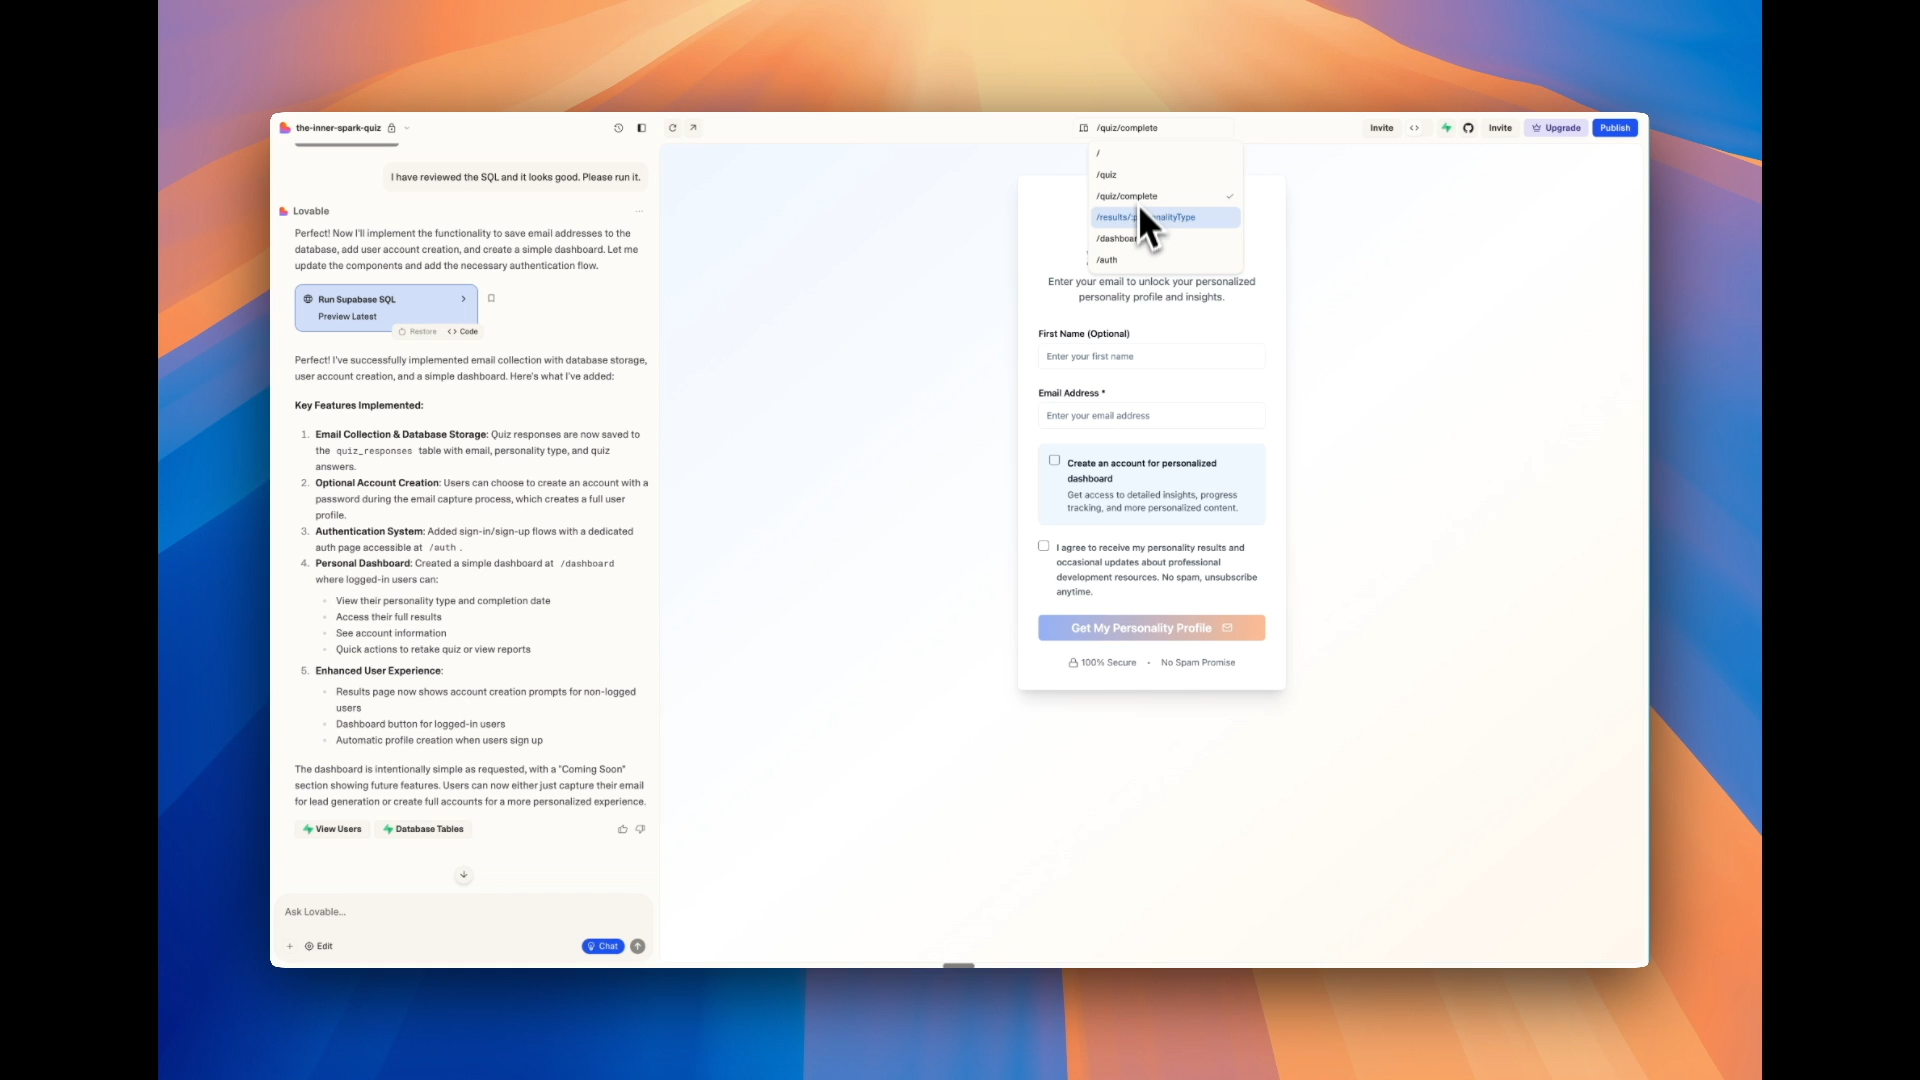 the-inner-spark-quiz
/quiz/complete
Invite
Invite
Upgrade
Publish
I have reviewed the SQL and it looks good. Please run it.
Lovable
Perfect! Now I'll implement the functionality to save email addresses to the
database, add user account creation, and create a simple dashboard. Let me
update the components and add the necessary authentication flow.
Run Supabase SQL
Preview Latest
Restore
Code
Perfect! I've successfully implemented email collection with database storage,
user account creation, and a simple dashboard. Here's what I've added:
Key Features Implemented:
1. Email Collection & Database Storage: Quiz responses are now saved to
the quiz_responses table with email, personality type, and quiz
answers.
2. Optional Account Creation: Users can choose to create an account with a
password during the email capture process, which creates a full user
profile.
3. Authentication System: Added sign-in/sign-up flows with a dedicated
auth page accessible at /auth .
4. Personal Dashboard: Created a simple dashboard at /dashboard
where logged-in users can:
View their personality type and completion date
Access their full results
See account information
Quick actions to retake quiz or view reports
5. Enhanced User Experience:
Results page now shows account creation prompts for non-logged
users
Dashboard button for logged-in users
Automatic profile creation when users sign up
The dashboard is intentionally simple as requested, with a "Coming Soon"
section showing future features. Users can now either just capture their email
for lead generation or create full accounts for a more personalized experience.
View Users
Database Tables
Ask Lovable...
Edit
Chat
/
/quiz
/quiz/complete
/results/
nalityType
/dashboar
/auth
Enter your email to unlock your personalized
personality profile and insights.
First Name (Optional)
Enter your first name
Email Address *
Enter your email address
Create an account for personalized
dashboard
Get access to detailed insights, progress
tracking, and more personalized content.
I agree to receive my personality results and
occasional updates about professional
development resources. No spam, unsubscribe
anytime.
Get My Personality Profile
100% Secure • No Spam Promise